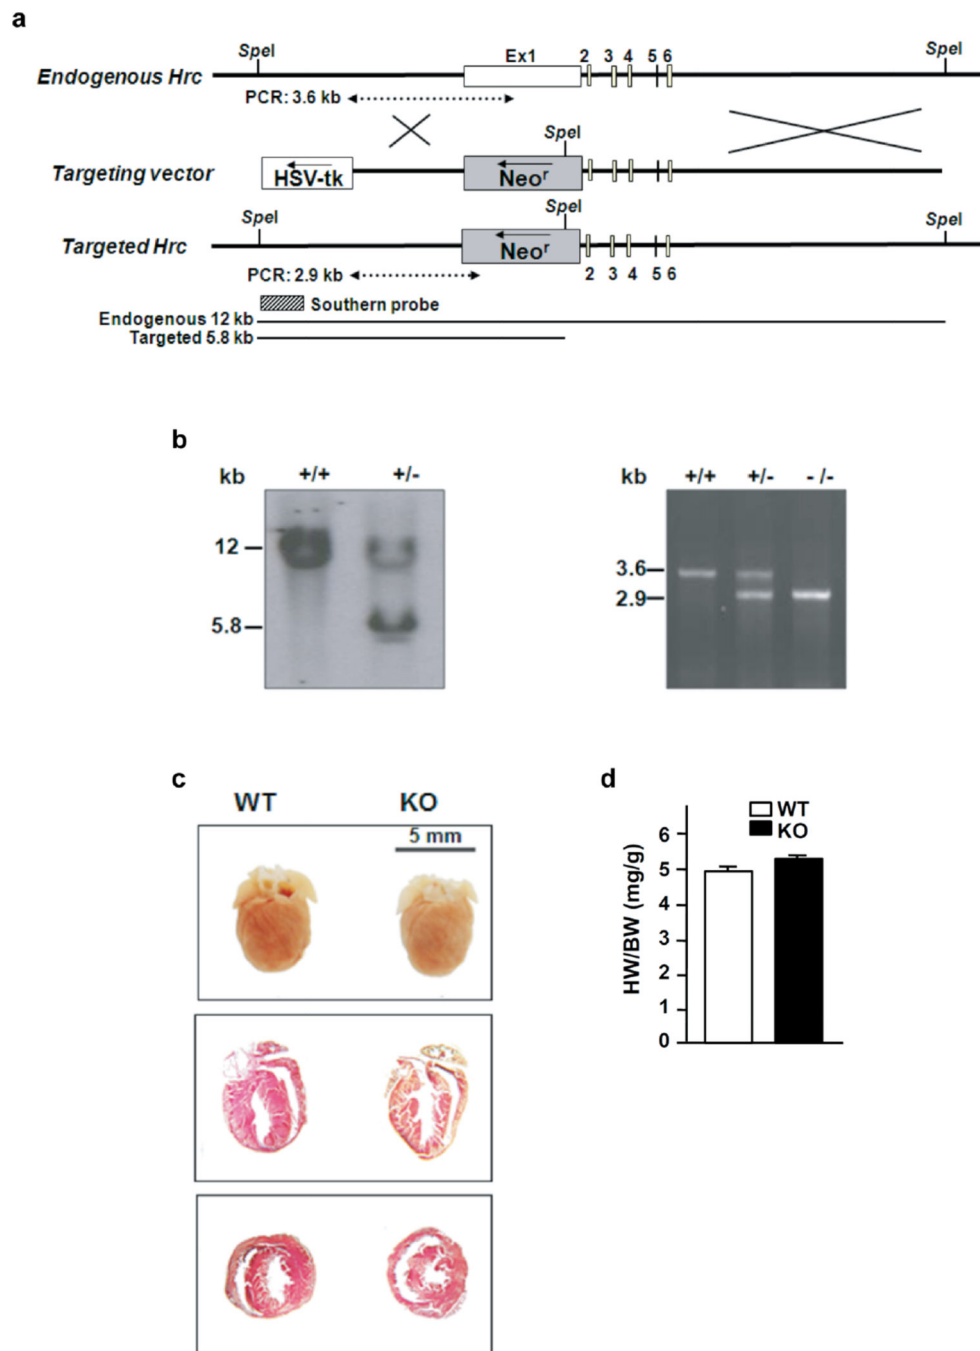 a
SpeI Ex1 2 3 4 5 6 SpeI
Endogenous Hrc
PCR: 3.6 kb
SpeI
Targeting vector HSV-tk Neoʳ
SpeI SpeI SpeI
Targeted Hrc Neoʳ
PCR: 2.9 kb 2 3 4 5 6
Southern probe
Endogenous 12 kb
Targeted 5.8 kb
b
kb +/+ +/-
12
5.8
kb +/+ +/- - /-
3.6
2.9
c
WT KO
5 mm
d
WT
KO
HW/BW (mg/g)
6
5
4
3
2
1
0